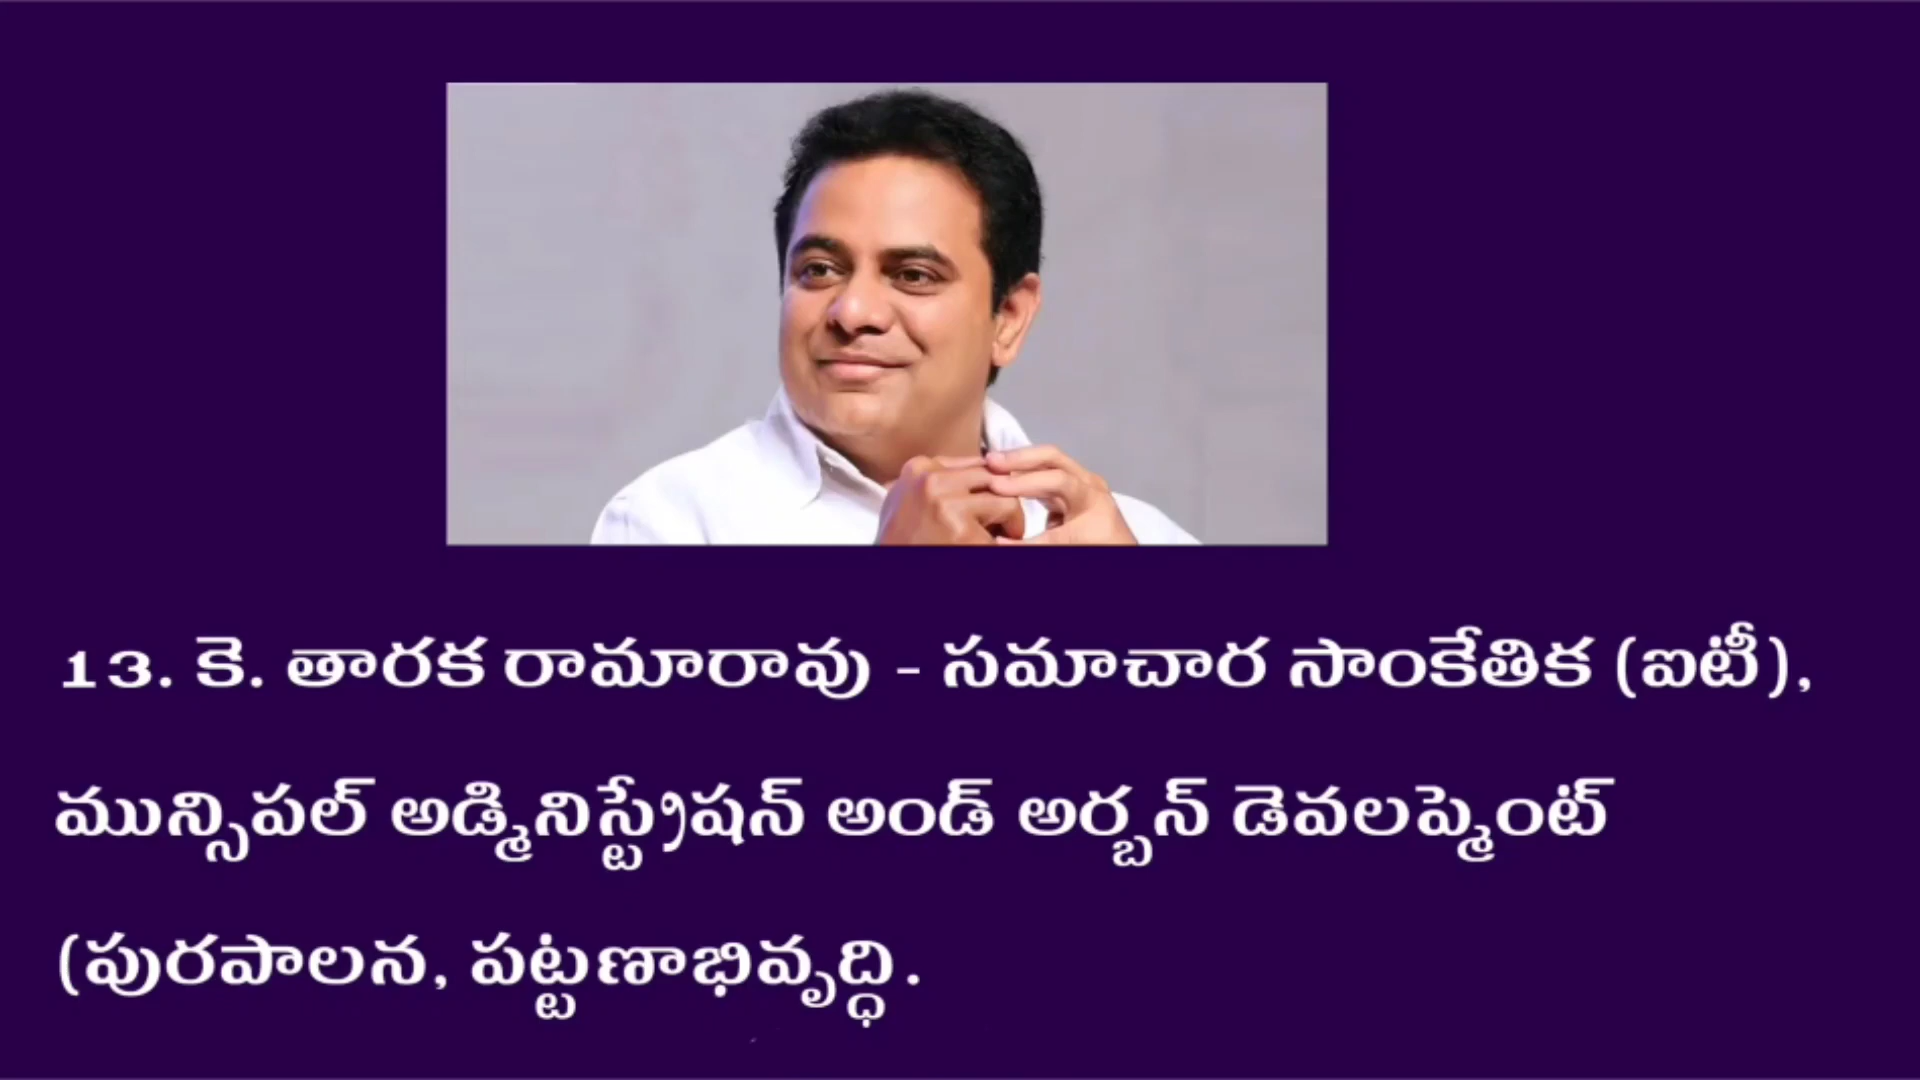 13. కె. తారక రామారావు - సమాచార సాంకేతిక (ఐటీ),
మున్సిపల్ అడ్మినిస్ట్రేషన్ అండ్ అర్బన్ డెవలప్మెంట్
(పురపాలన, పట్టణాభివృద్ధి.